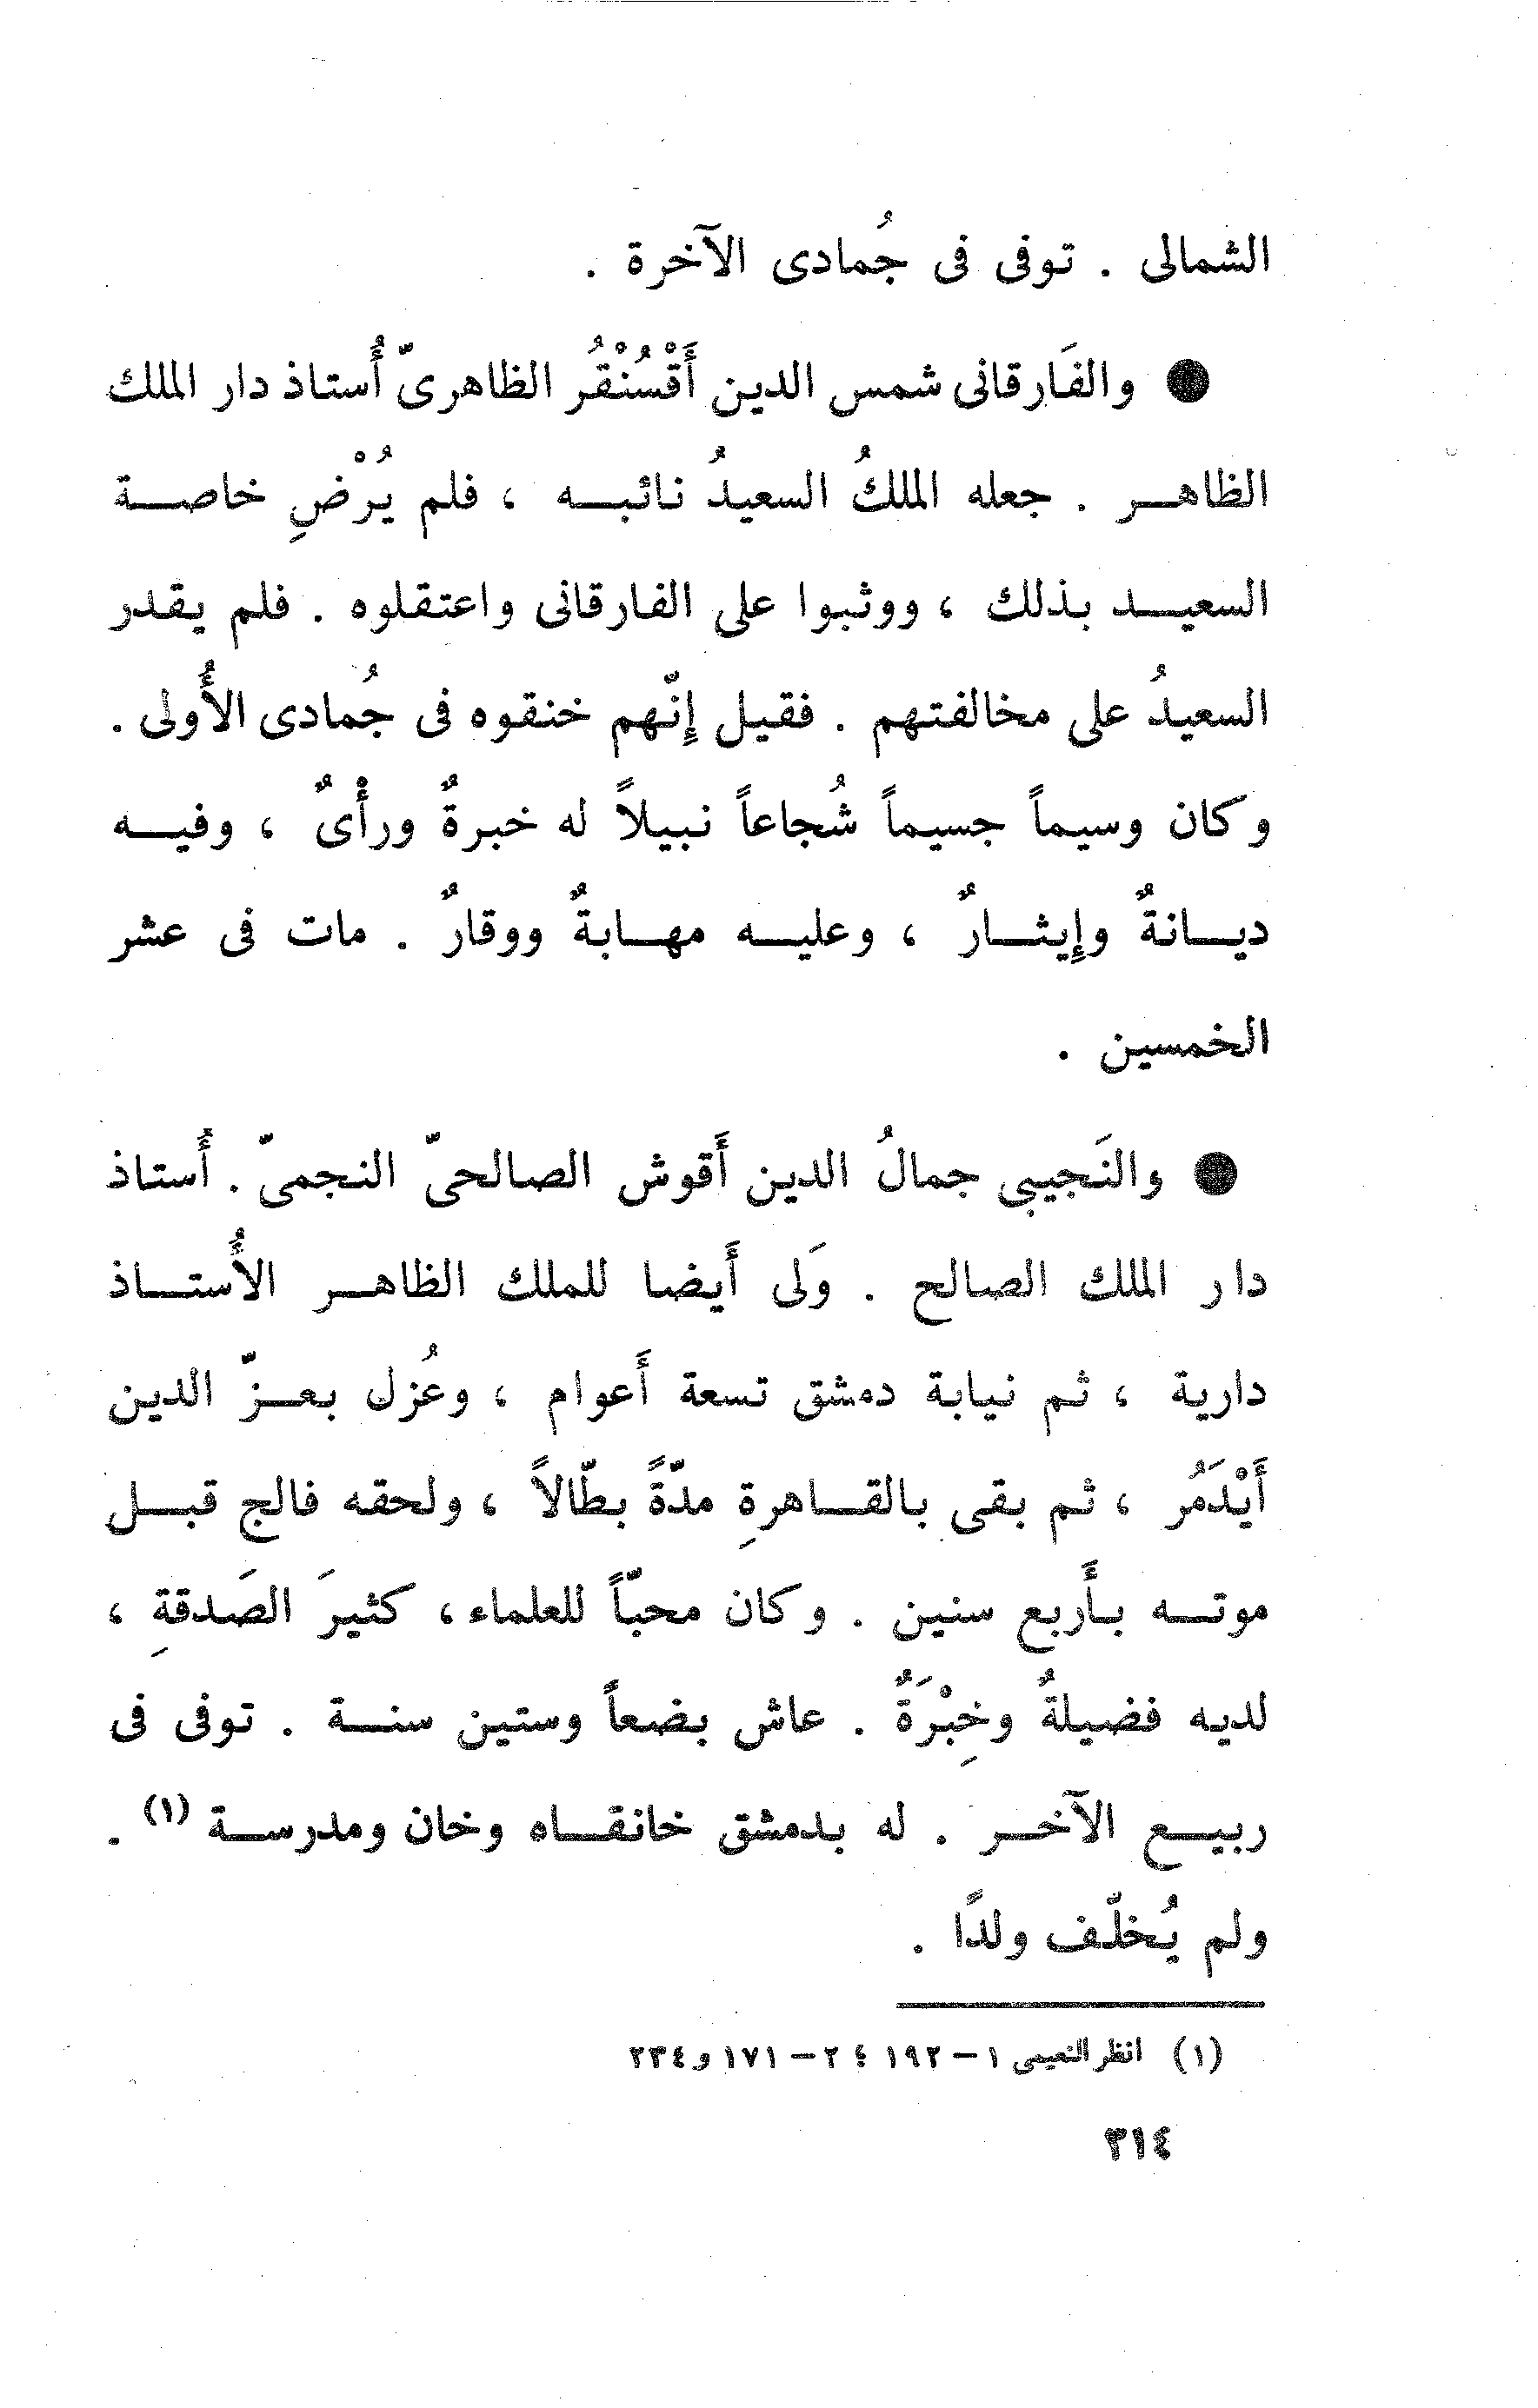 الشمالى . توفى فى جُمادى الآخرة .
● والفَارقانى شمس الدين أَقْسُنْقُر الظاهرىّ أُستاذ دار الملك
الظاهر . جعله الملكُ السعيدُ نائبه ، فلم يُرْضِ خاصة
السعيد بذلك ، ووثبوا على الفارقانى واعتقلوه . فلم يقدر
السعيدُ على مخالفتهم . فقيل إِنّهم خنقوه فى جُمادى الأُولى .
وكان وسيماً جسيماً شُجاعاً نبيلاً له خبرةٌ ورأْىٌ ، وفيه
ديانةٌ وإِيثارٌ ، وعليه مهابةٌ ووقارٌ . مات فى عشر
الخمسين .
● والنَجيبى جمالُ الدين أَقوش الصالحىّ النجمىّ . أُستاذ
دار الملك الصالح . وَلى أَيضا للملك الظاهر الأُستاذ
دارية ، ثم نيابة دمشق تسعة أَعوام ، وعُزل بعزّ الدين
أَيْدَمُر ، ثم بقى بالقاهرةِ مدّةً بطّالاً ، ولحقه فالج قبل
موته بأَربع سنين . وكان محبّاً للعلماء ، كثيرَ الصَدقةِ ،
لديه فضيلةٌ وخِبْرَةٌ . عاش بضعاً وستين سنة . توفى فى
ربيع الآخر . له بدمشق خانقاه وخان ومدرسة (١) .
ولم يُخلّف ولدًا .
(١) انظر النعيمى ١ – ١٩٢ ؛ ٢ – ١٧١ و ٢٣٤
٣١٤